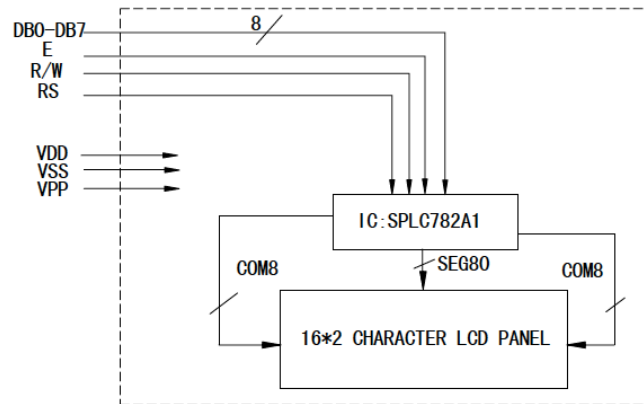 DB0-DB7
8
E
R/W
RS
VDD
VSS
VPP
IC:SPLC782A1
COM8
SEG80
COM8
16*2 CHARACTER LCD PANEL